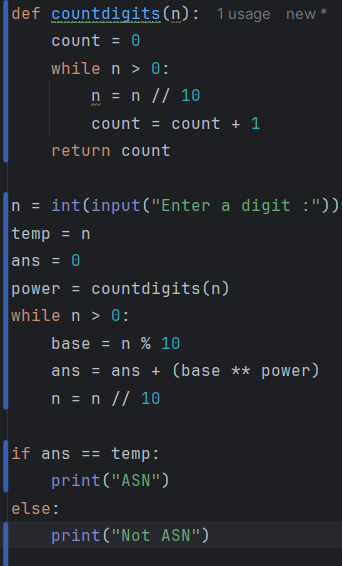 def countdigits(n): 1 usage new *
    count = 0
    while n > 0:
        n = n // 10
        count = count + 1
    return count

n = int(input("Enter a digit :"))
temp = n
ans = 0
power = countdigits(n)
while n > 0:
    base = n % 10
    ans = ans + (base ** power)
    n = n // 10

if ans == temp:
    print("ASN")
else:
    print("Not ASN")